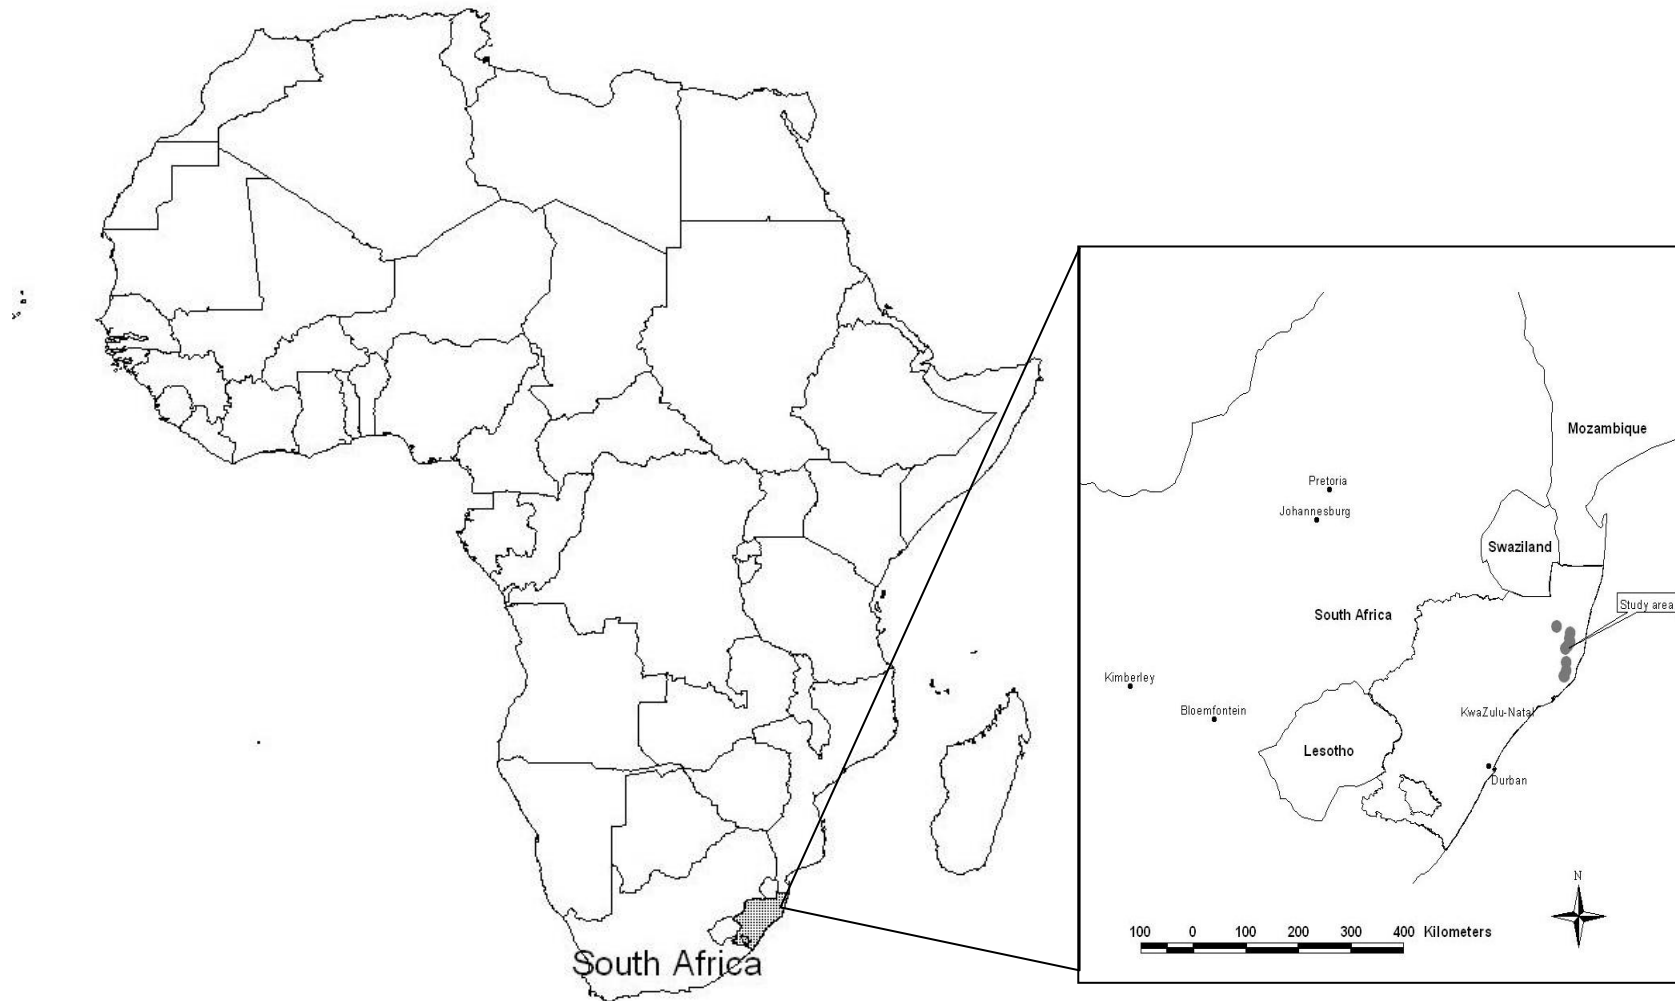 Mozambique
Pretoria
Johannesburg
Swaziland
Study area
South Africa
Kimberley
Bloemfontein
KwaZulu-Natal
Lesotho
Durban
N
100 0 100 200 300 400 Kilometers
South Africa